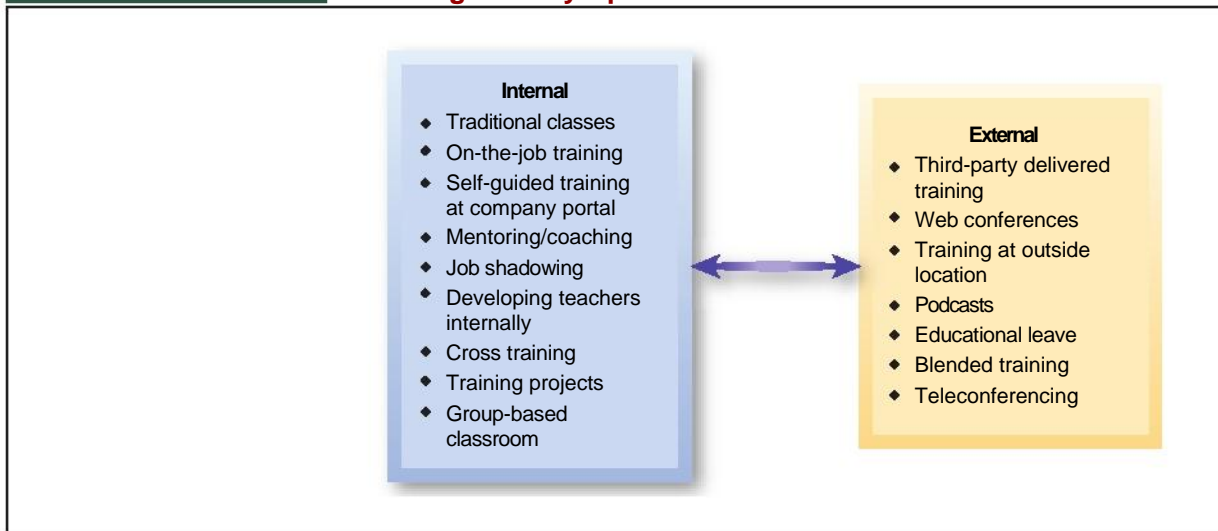 Internal
◆ Traditional classes
◆ On-the-job training
◆ Self-guided training
at company portal
◆ Mentoring/coaching
◆ Job shadowing
◆ Developing teachers
internally
◆ Cross training
◆ Training projects
◆ Group-based
classroom
External
◆ Third-party delivered
training
◆ Web conferences
◆ Training at outside
location
◆ Podcasts
◆ Educational leave
◆ Blended training
◆ Teleconferencing